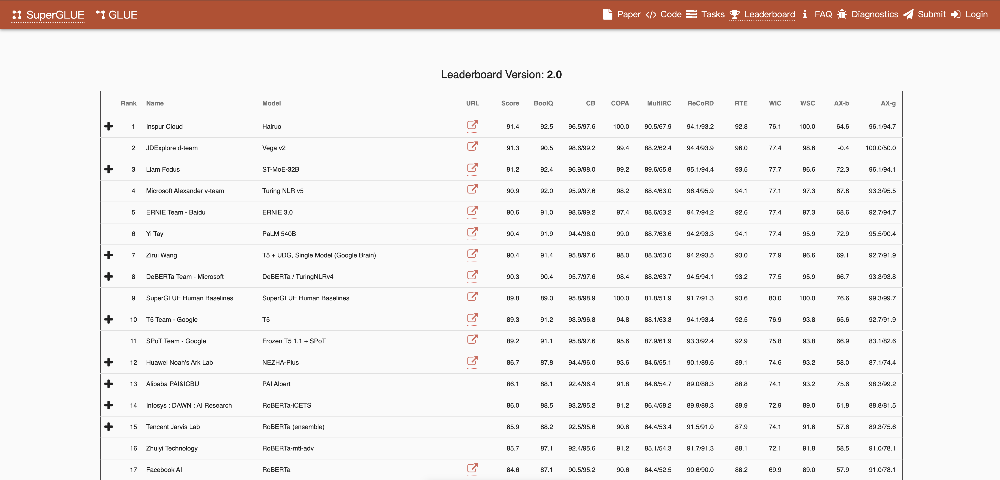 SuperGLUE GLUE Paper Code Tasks Leaderboard FAQ Diagnostics Submit Login
Leaderboard Version: 2.0
Rank Name Model URL Score BoolQ CB COPA MultiRC ReCoRD RTE WiC WSC AX-b AX-g
1 Inspur Cloud Hairuo 91.4 92.5 96.5/97.6 100.0 90.5/67.9 94.1/93.2 92.8 76.1 100.0 64.6 96.1/94.7
2 JDExplore d-team Vega v2 91.3 90.5 98.6/99.2 99.4 88.2/62.4 94.4/93.9 96.0 77.4 98.6 -0.4 100.0/50.0
3 Liam Fedus ST-MoE-32B 91.2 92.4 96.9/98.0 99.2 89.6/65.8 95.1/94.4 93.5 77.7 96.6 72.3 96.1/94.1
4 Microsoft Alexander v-team Turing NLR v5 90.9 92.0 95.9/97.6 98.2 88.4/63.0 96.4/95.9 94.1 77.1 97.3 67.8 93.3/95.5
5 ERNIE Team - Baidu ERNIE 3.0 90.6 91.0 98.6/99.2 97.4 88.6/63.2 94.7/94.2 92.6 77.4 97.3 68.6 92.7/94.7
6 Yi Tay PaLM 540B 90.4 91.9 94.4/96.0 99.0 88.7/63.6 94.2/93.3 94.1 77.4 95.9 72.9 95.5/90.4
7 Zirui Wang T5 + UDG, Single Model (Google Brain) 90.4 91.4 95.8/97.6 98.0 88.3/63.0 94.2/93.5 93.0 77.9 96.6 69.1 92.7/91.9
8 DeBERTa Team - Microsoft DeBERTa / TuringNLRv4 90.3 90.4 95.7/97.6 98.4 88.2/63.7 94.5/94.1 93.2 77.5 95.9 66.7 93.3/93.8
9 SuperGLUE Human Baselines SuperGLUE Human Baselines 89.8 89.0 95.8/98.9 100.0 81.8/51.9 91.7/91.3 93.6 80.0 100.0 76.6 99.3/99.7
10 T5 Team - Google T5 89.3 91.2 93.9/96.8 94.8 88.1/63.3 94.1/93.4 92.5 76.9 93.8 65.6 92.7/91.9
11 SPoT Team - Google Frozen T5 1.1 + SPoT 89.2 91.1 95.8/97.6 95.6 87.9/61.9 93.3/92.4 92.9 75.8 93.8 66.9 83.1/82.6
12 Huawei Noah's Ark Lab NEZHA-Plus 86.7 87.8 94.4/96.0 93.6 84.6/55.1 90.1/89.6 89.1 74.6 93.2 58.0 87.1/74.4
13 Alibaba PAI&ICBU PAI Albert 86.1 88.1 92.4/96.4 91.8 84.6/54.7 89.0/88.3 88.8 74.1 93.2 75.6 98.3/99.2
14 Infosys : DAWN : AI Research RoBERTa-iCETS 86.0 88.5 93.2/95.2 91.2 86.4/58.2 89.9/89.3 89.9 72.9 89.0 61.8 88.8/81.5
15 Tencent Jarvis Lab RoBERTa (ensemble) 85.9 88.2 92.5/95.6 90.8 84.4/53.4 91.5/91.0 87.9 74.1 91.8 57.6 89.3/75.6
16 Zhuiyi Technology RoBERTa-mtl-adv 85.7 87.1 92.4/95.6 91.2 85.1/54.3 91.7/91.3 88.1 72.1 91.8 58.5 91.0/78.1
17 Facebook AI RoBERTa 84.6 87.1 90.5/95.2 90.6 84.4/52.5 90.6/90.0 88.2 69.9 89.0 57.9 91.0/78.1